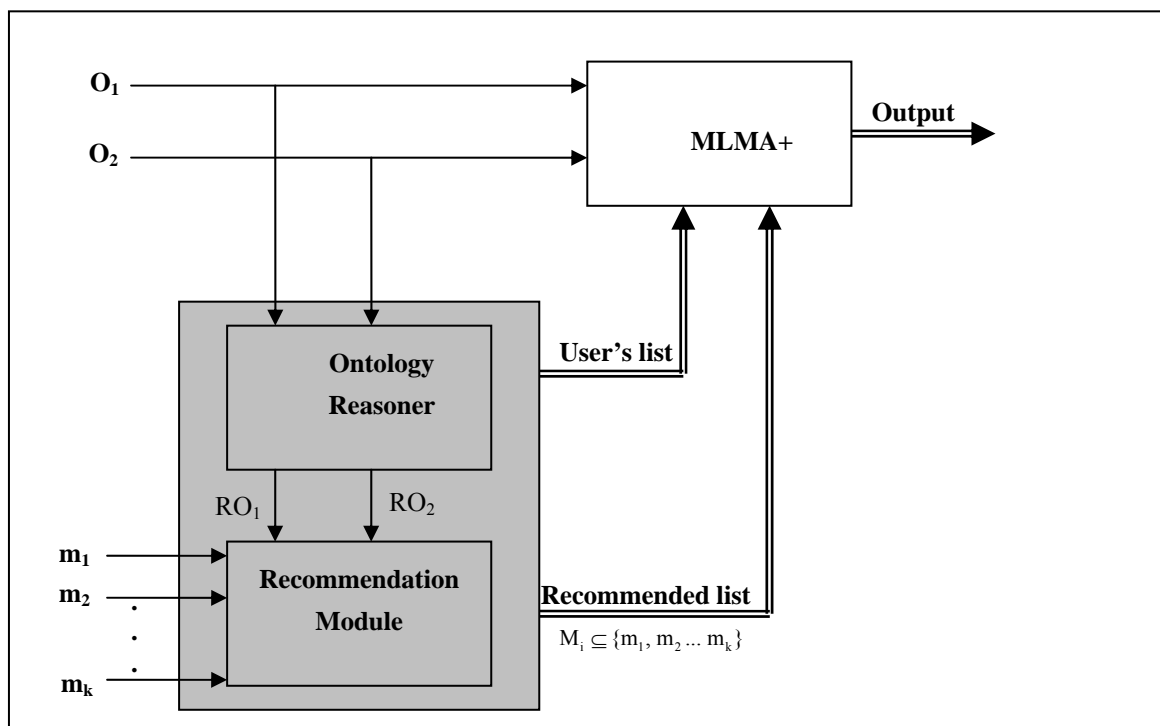 O₁
O₂
MLMA+
Output
User’s list
Ontology
Reasoner
RO₁
RO₂
m₁
m₂
.
.
.
mₖ
Recommendation
Module
Recommended list
Mᵢ ⊆ {m₁, m₂ ... mₖ}